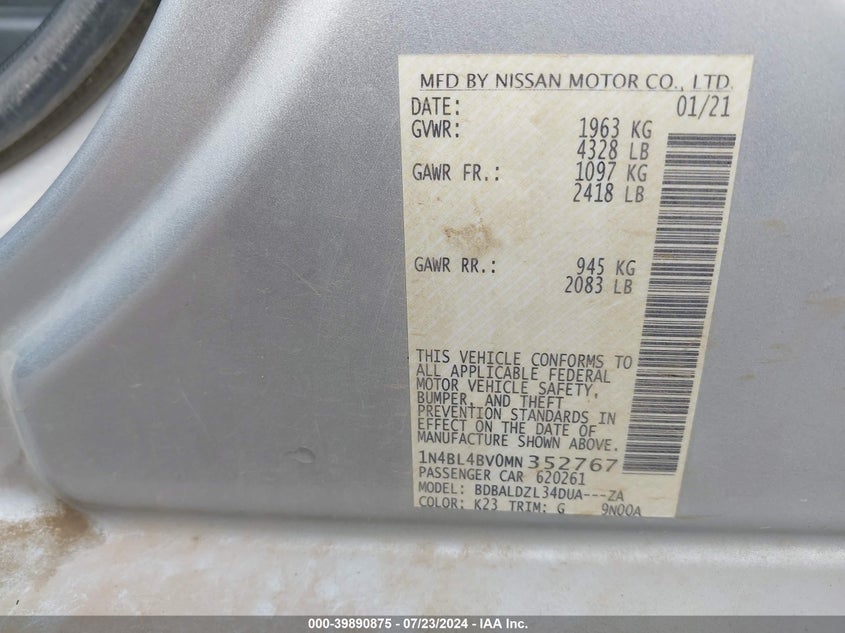 MFD BY NISSAN MOTOR CO., LTD.
DATE: 01/21
GVWR: 1963 KG
4328 LB
GAWR FR.: 1097 KG
2418 LB
GAWR RR.: 945 KG
2083 LB
THIS VEHICLE CONFORMS TO
ALL APPLICABLE FEDERAL
MOTOR VEHICLE SAFETY,
BUMPER, AND THEFT
PREVENTION STANDARDS IN
EFFECT ON THE DATE OF
MANUFACTURE SHOWN ABOVE.
1N4BL4BV0MN352767
PASSENGER CAR 620261
MODEL: BDBALDZL34DUA---ZA
COLOR: K23 TRIM: G 9N00A
000-39890875 - 07/23/2024 - IAA Inc.